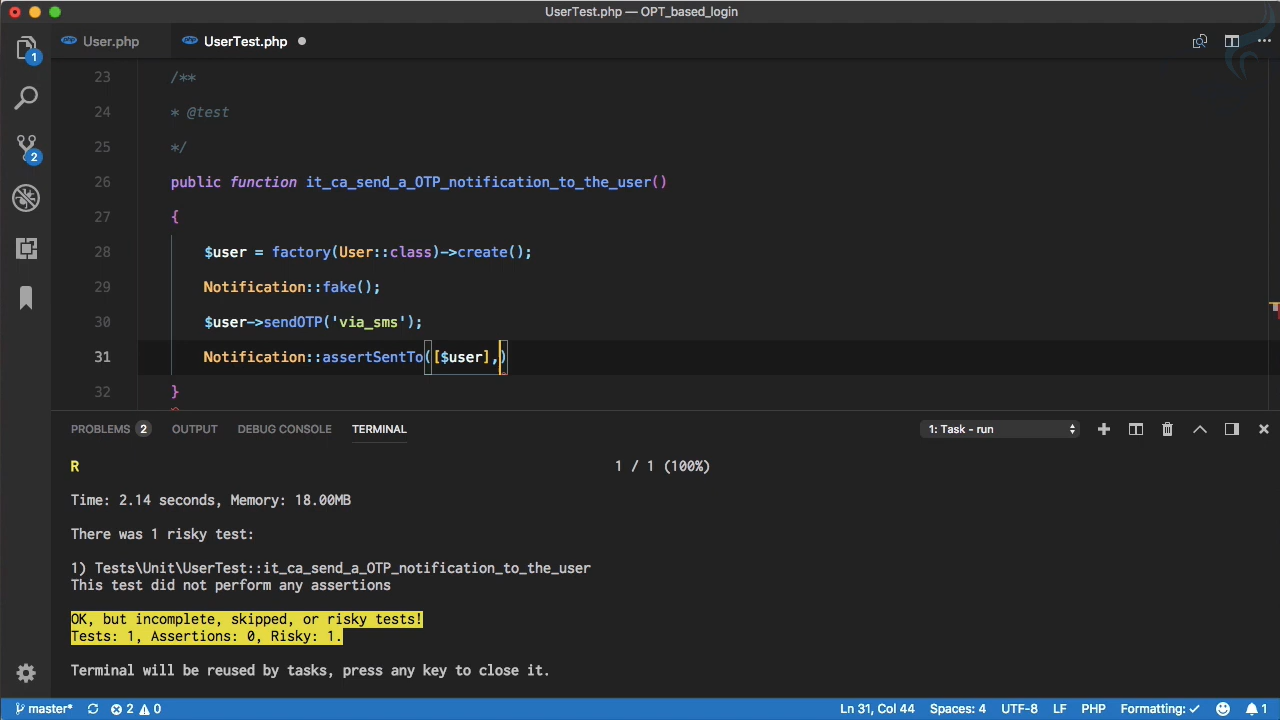 UserTest.php — OPT_based_login
User.php
UserTest.php
1
2
23 /**
24 * @test
25 */
26 public function it_ca_send_a_OTP_notification_to_the_user()
27 {
28 $user = factory(User::class)->create();
29 Notification::fake();
30 $user->sendOTP('via_sms');
31 Notification::assertSentTo([$user],)
32 }
PROBLEMS 2 OUTPUT DEBUG CONSOLE TERMINAL 1: Task - run
R 1 / 1 (100%)
Time: 2.14 seconds, Memory: 18.00MB
There was 1 risky test:
1) Tests\Unit\UserTest::it_ca_send_a_OTP_notification_to_the_user
This test did not perform any assertions
OK, but incomplete, skipped, or risky tests!
Tests: 1, Assertions: 0, Risky: 1.
Terminal will be reused by tasks, press any key to close it.
master* 2 0 Ln 31, Col 44 Spaces: 4 UTF-8 LF PHP Formatting: ✓ 1